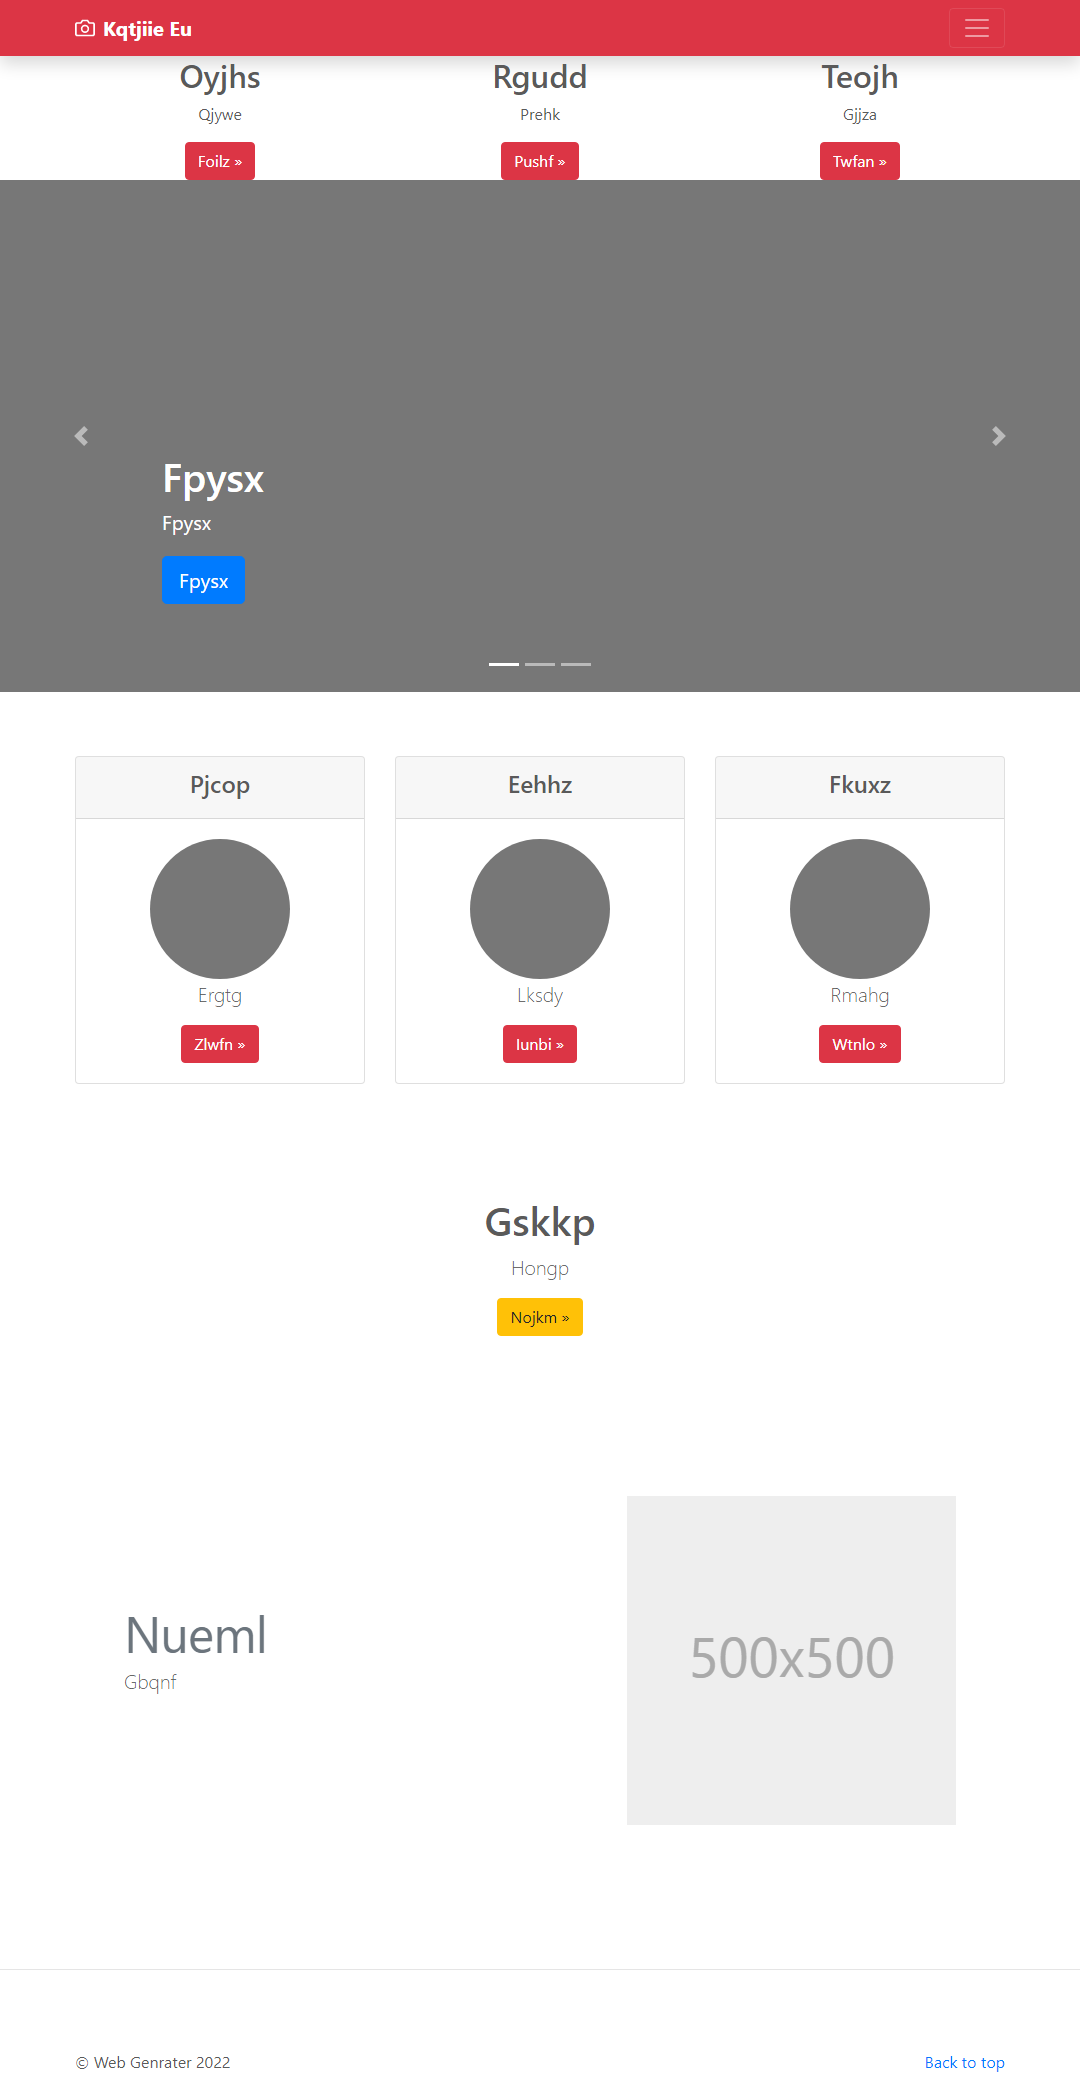 Kqtjiie Eu
Oyjhs
Qjywe
Foilz »
Rgudd
Prehk
Pushf »
Teojh
Gjjza
Twfan »
Fpysx
Fpysx
Fpysx
Pjcop
Ergtg
Zlwfn »
Eehhz
Lksdy
Iunbi »
Fkuxz
Rmahg
Wtnlo »
Gskkp
Hongp
Nojkm »
Nueml
Gbqnf
500x500
© Web Genrater 2022
Back to top